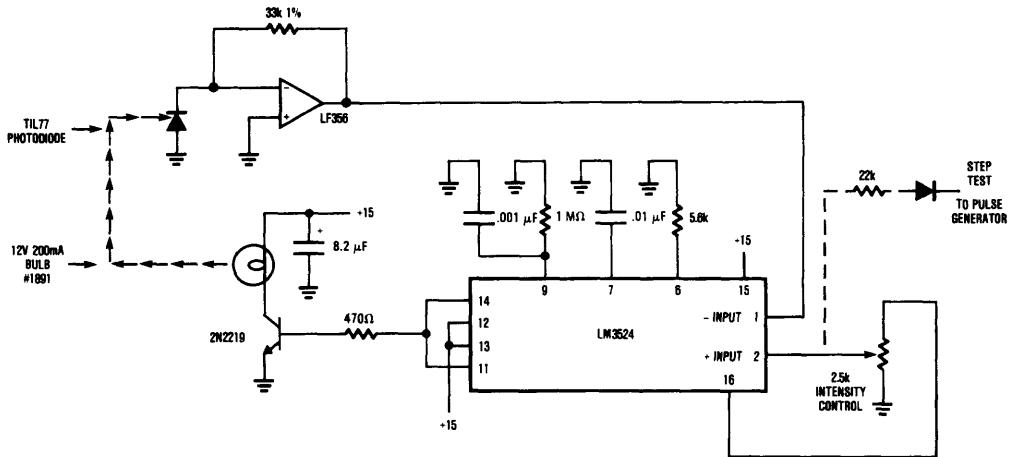 33k 1%
−
+
LF356
TIL77
PHOTODIODE
12V 200mA
BULB
#1891
+15
+
8.2 μF
2N2219
470Ω
+15
.001 μF
1 MΩ
.01 μF
5.6k
+15
9
7
6
15
14
12
13
11
LM3524
− INPUT 1
+ INPUT 2
16
22k
STEP
TEST
TO PULSE
GENERATOR
2.5k
INTENSITY
CONTROL